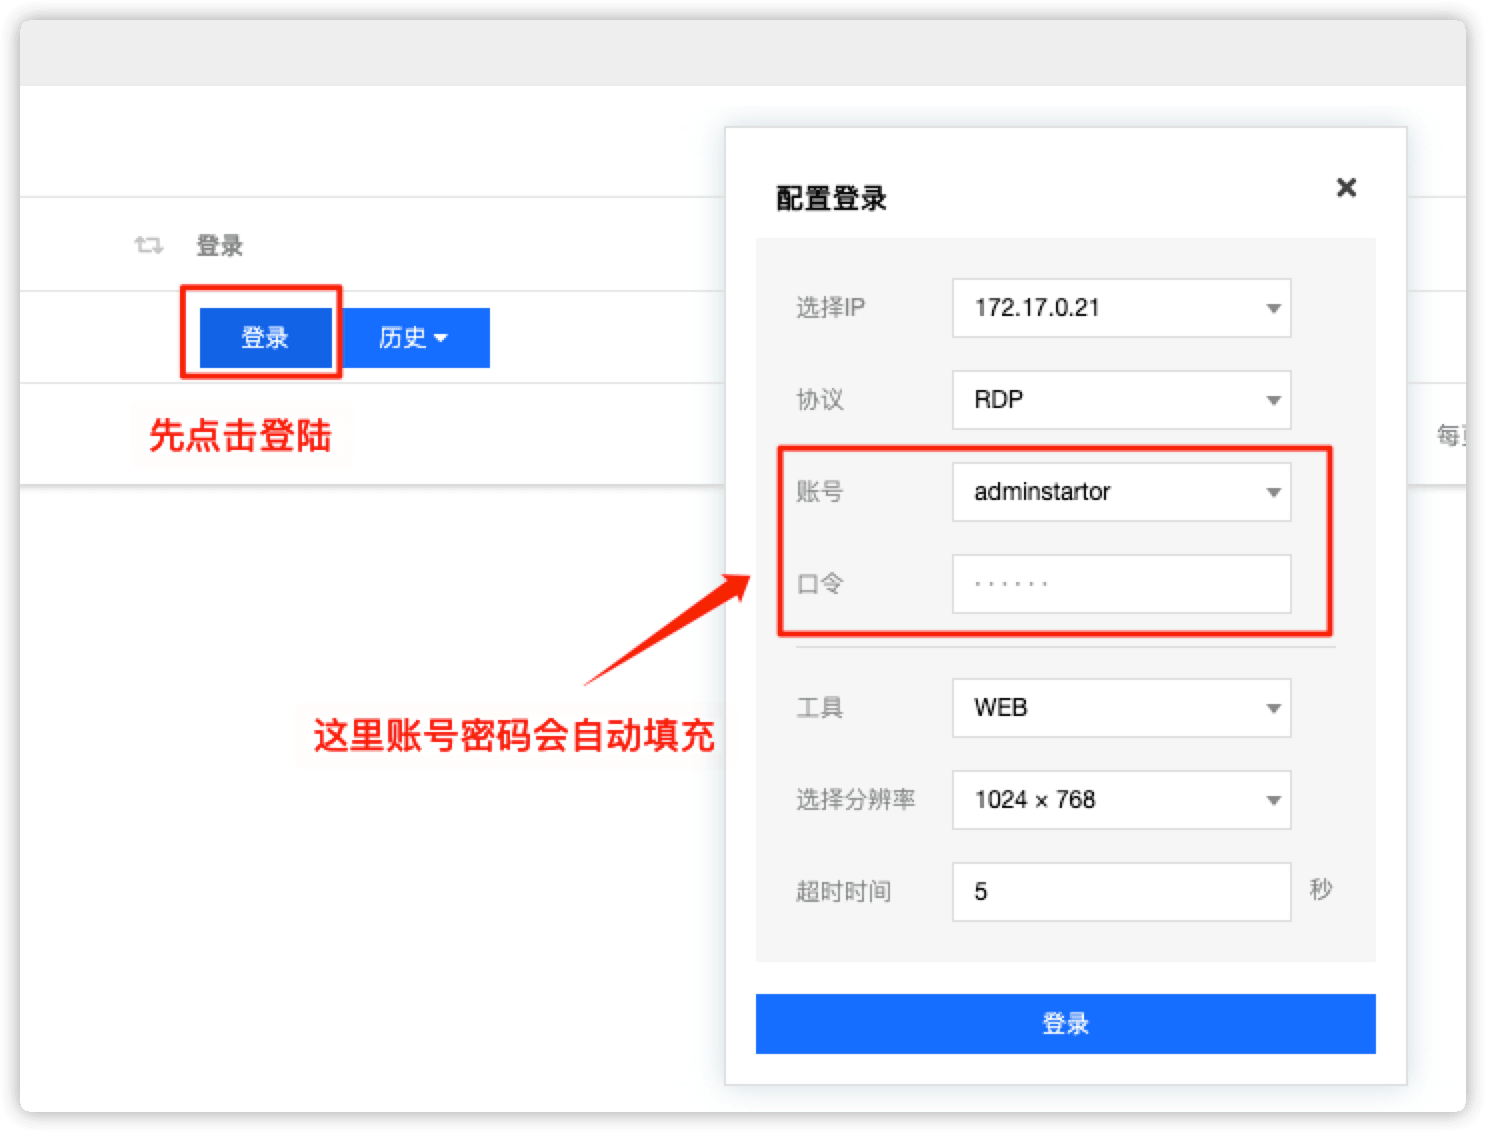 登录
登录
历史
先点击登陆
这里账号密码会自动填充
每
配置登录
选择IP
172.17.0.21
协议
RDP
账号
adminstartor
口令
······
工具
WEB
选择分辨率
1024 × 768
超时时间
5
秒
登录